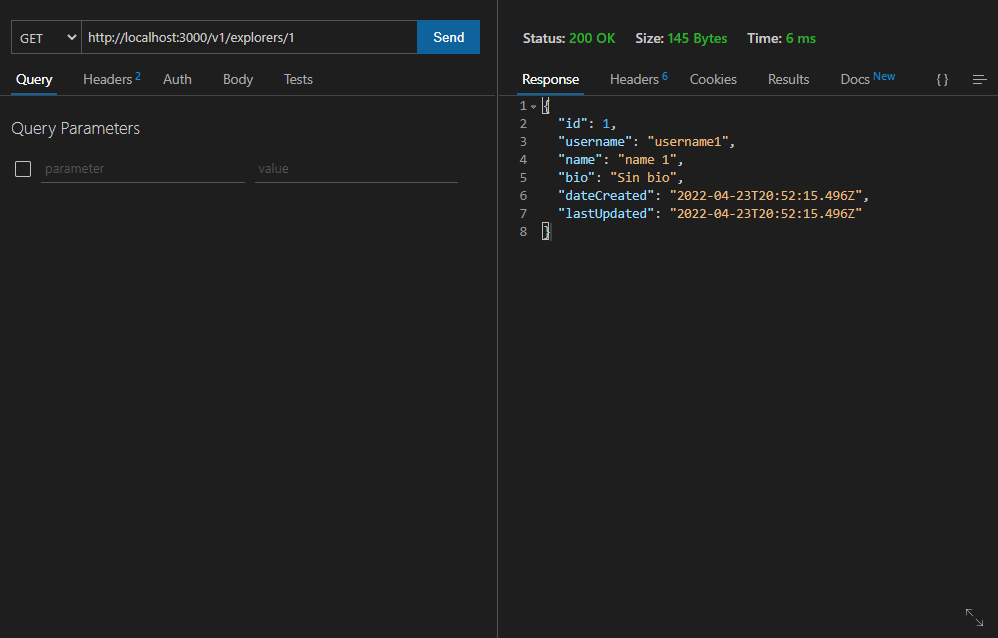 GET http://localhost:3000/v1/explorers/1 Send
Query Headers 2 Auth Body Tests
Query Parameters
parameter value
Status: 200 OK Size: 145 Bytes Time: 6 ms
Response Headers 6 Cookies Results Docs New { }
1 {
2 "id": 1,
3 "username": "username1",
4 "name": "name 1",
5 "bio": "Sin bio",
6 "dateCreated": "2022-04-23T20:52:15.496Z",
7 "lastUpdated": "2022-04-23T20:52:15.496Z"
8 }